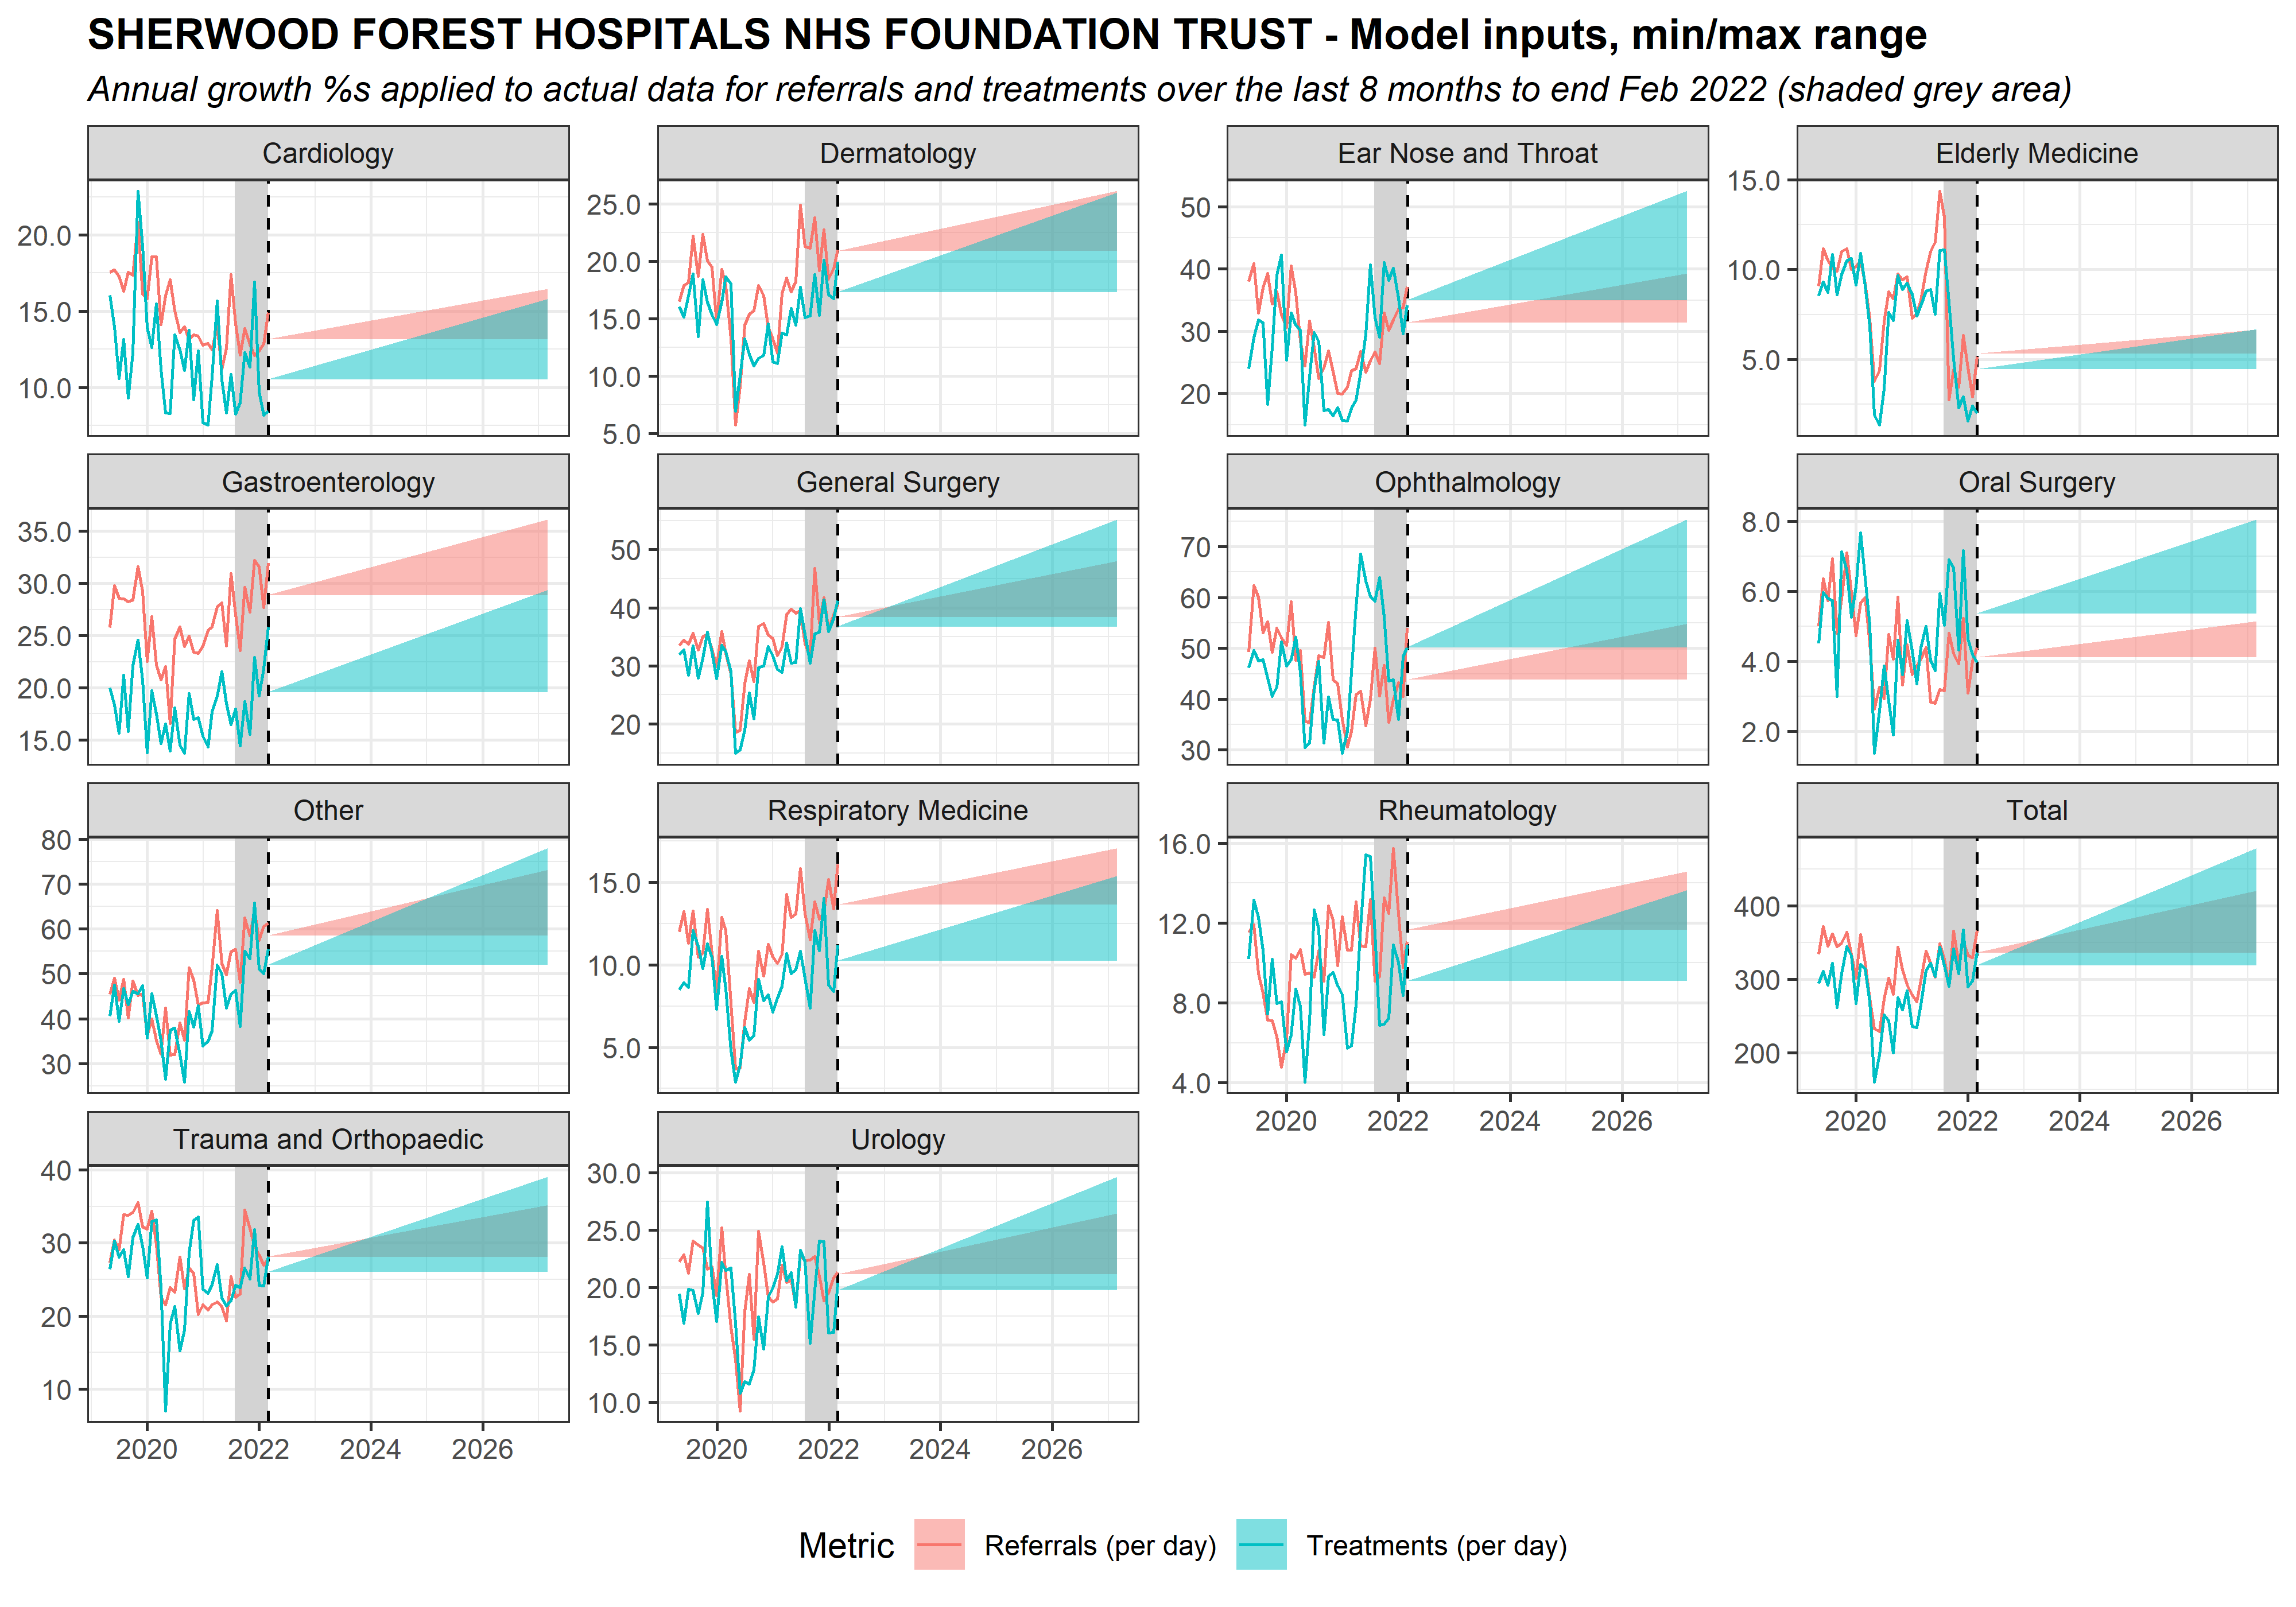 SHERWOOD FOREST HOSPITALS NHS FOUNDATION TRUST - Model inputs, min/max range
Annual growth %s applied to actual data for referrals and treatments over the last 8 months to end Feb 2022 (shaded grey area)
Cardiology
20.0
15.0
10.0
Dermatology
25.0
20.0
15.0
10.0
5.0
Ear Nose and Throat
50
40
30
20
Elderly Medicine
15.0
10.0
5.0
Gastroenterology
35.0
30.0
25.0
20.0
15.0
General Surgery
50
40
30
20
Ophthalmology
70
60
50
40
30
Oral Surgery
8.0
6.0
4.0
2.0
Other
80
70
60
50
40
30
Respiratory Medicine
15.0
10.0
5.0
Rheumatology
16.0
12.0
8.0
4.0
2020 2022 2024 2026
Total
400
300
200
2020 2022 2024 2026
Trauma and Orthopaedic
40
30
20
10
2020 2022 2024 2026
Urology
30.0
25.0
20.0
15.0
10.0
2020 2022 2024 2026
Metric Referrals (per day) Treatments (per day)